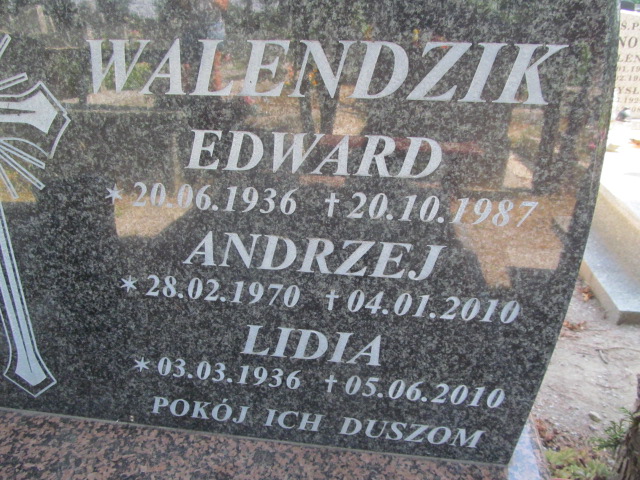 WALENDZIK
EDWARD
* 20.06.1936 † 20.10.1987
ANDRZEJ
* 28.02.1970 † 04.01.2010
LIDIA
* 03.03.1936 † 05.06.2010
POKÓJ ICH DUSZOM